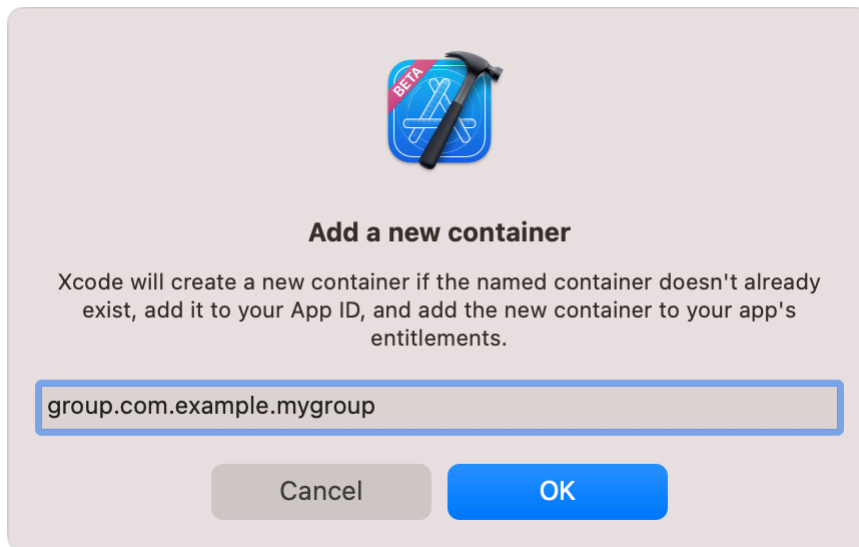 BETA
Add a new container
Xcode will create a new container if the named container doesn't already
exist, add it to your App ID, and add the new container to your app's
entitlements.
group.com.example.mygroup
Cancel
OK